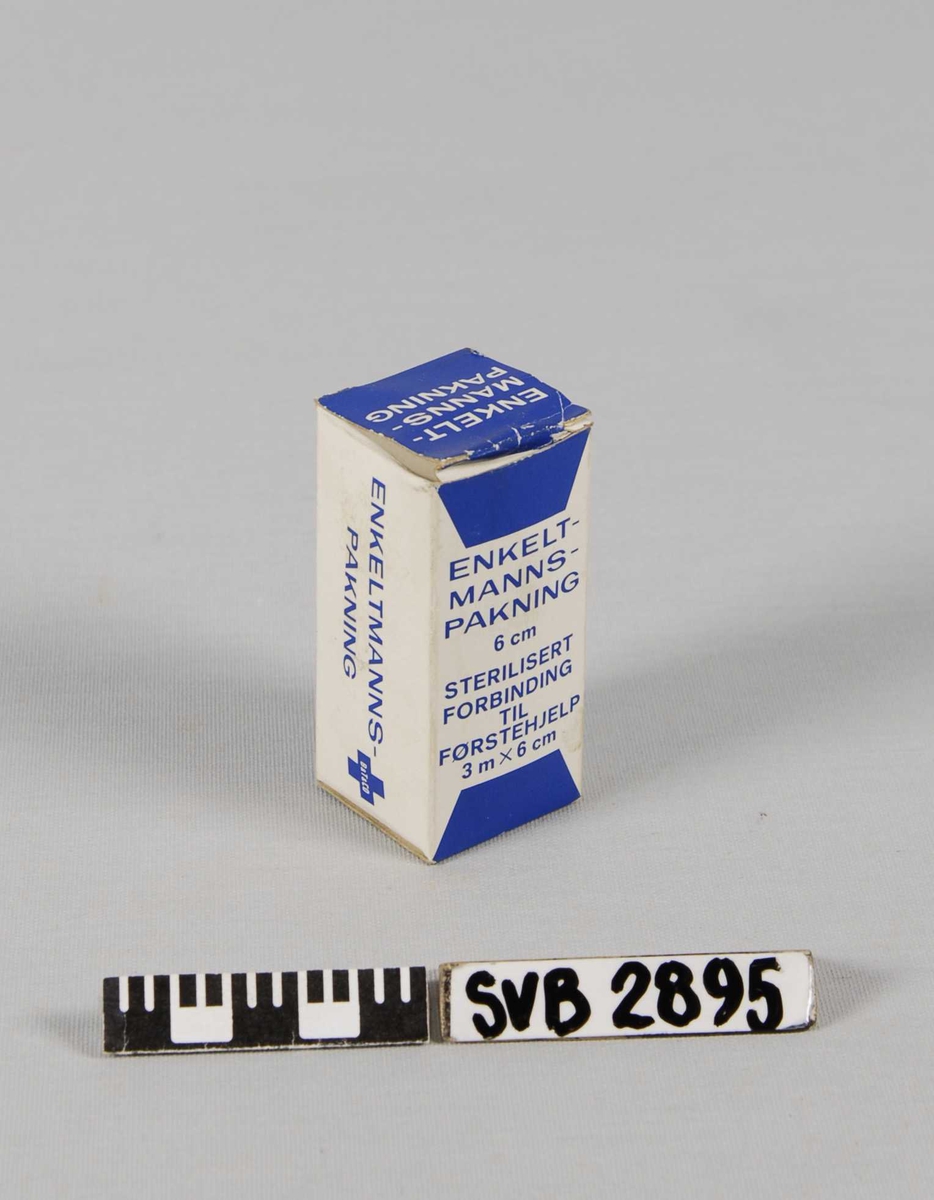 ENKELT-
MANNS-
PAKNING
ENKELTMANNS-
PAKNING
ENKELT-
MANNS-
PAKNING
6 cm
STERILISERT
FORBINDING
TIL
FØRSTEHJELP
3 m × 6 cm
SVB 2895